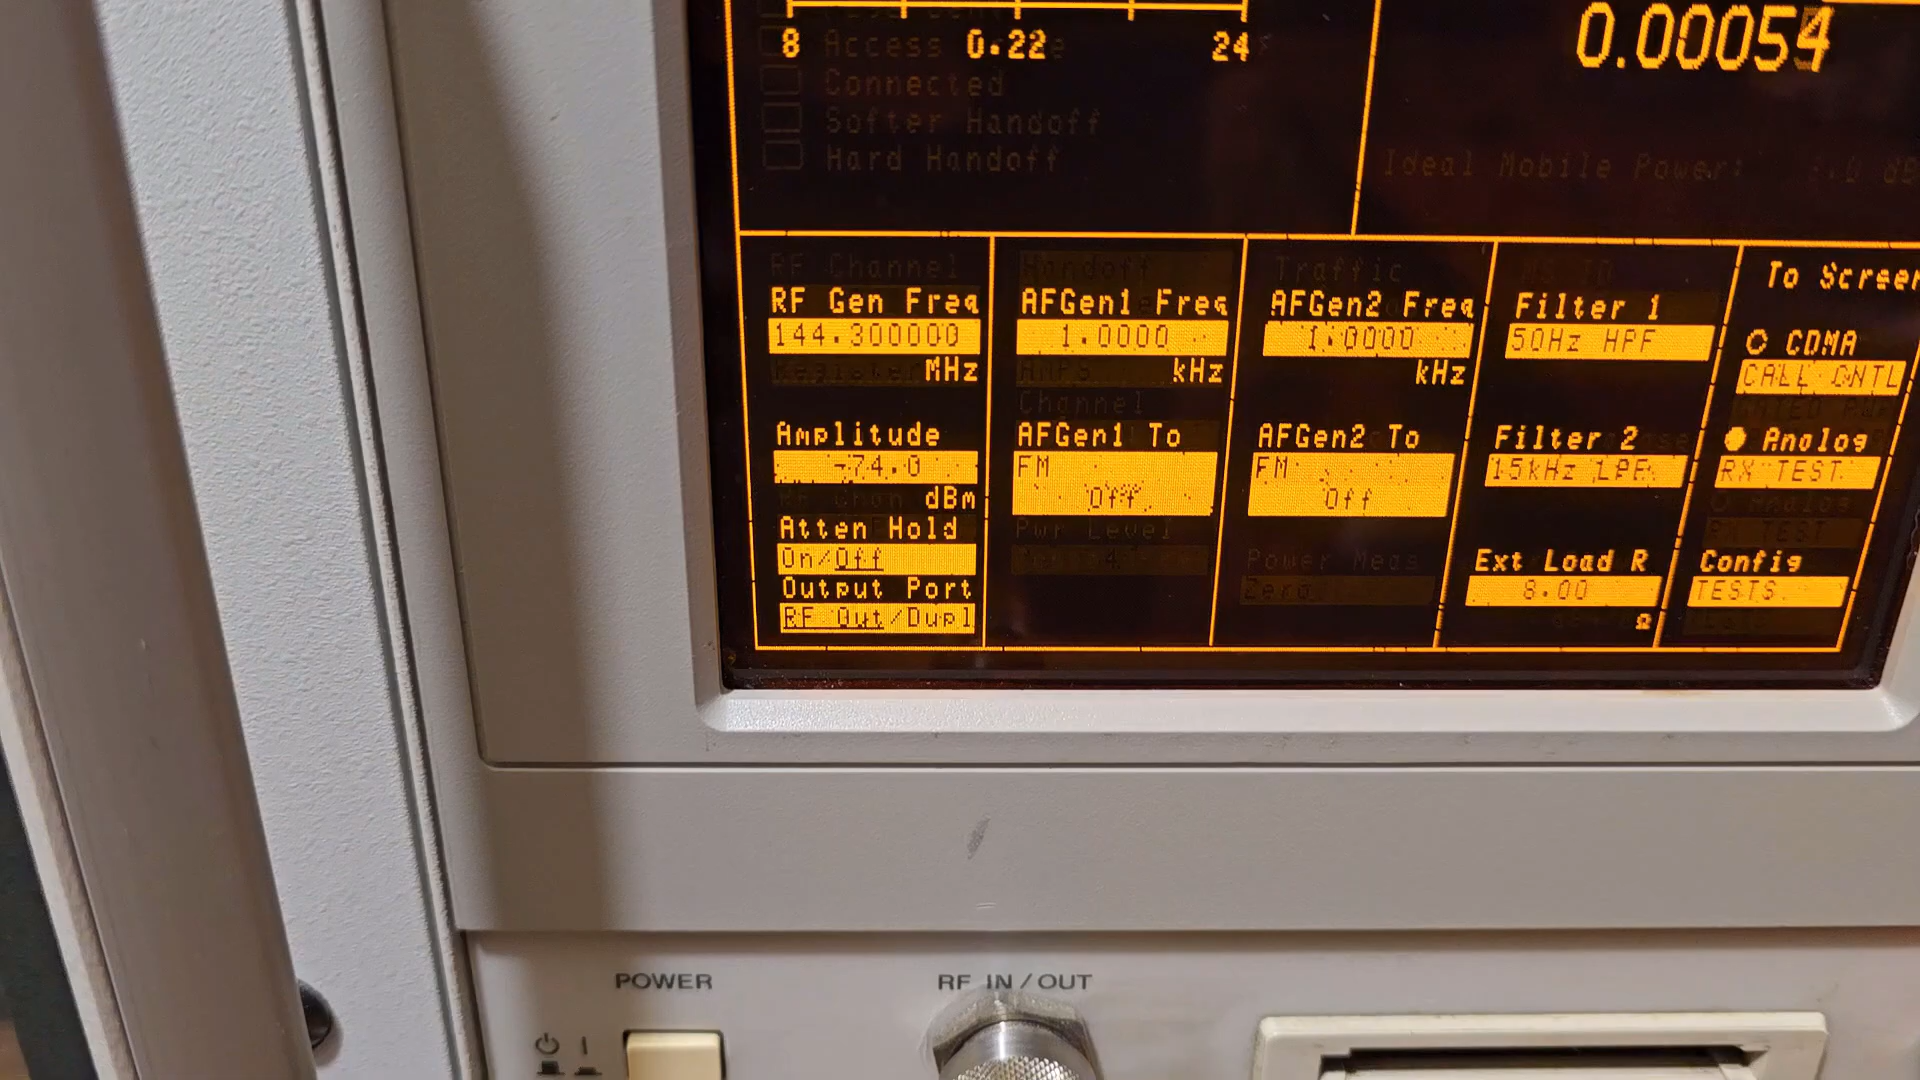 8 0.22 24
0.00054
Access
Connected
Softer Handoff
Hard Handoff
Ideal Mobile Power:
RF Channel
Handoff
Traffic
To Screen
RF Gen Freq
144.300000
MHz
Register
AFGen1 Freq
1.0000
kHz
AMPS
Channel
AFGen2 Freq
1.0000
kHz
Filter 1
50Hz HPF
CDMA
CALL CNTL
Amplitude
-74.0
dBm
RF Chan
AFGen1 To
FM
Off
Pwr Level
AFGen2 To
FM
Off
Power Meas
Zero
Filter 2
15kHz LPF
Analog
RX TEST
Analog
RX TEST
Atten Hold
On/Off
Output Port
RF Out/Dupl
Ext Load R
8.00
Ω
Config
TESTS
POWER
RF IN/OUT